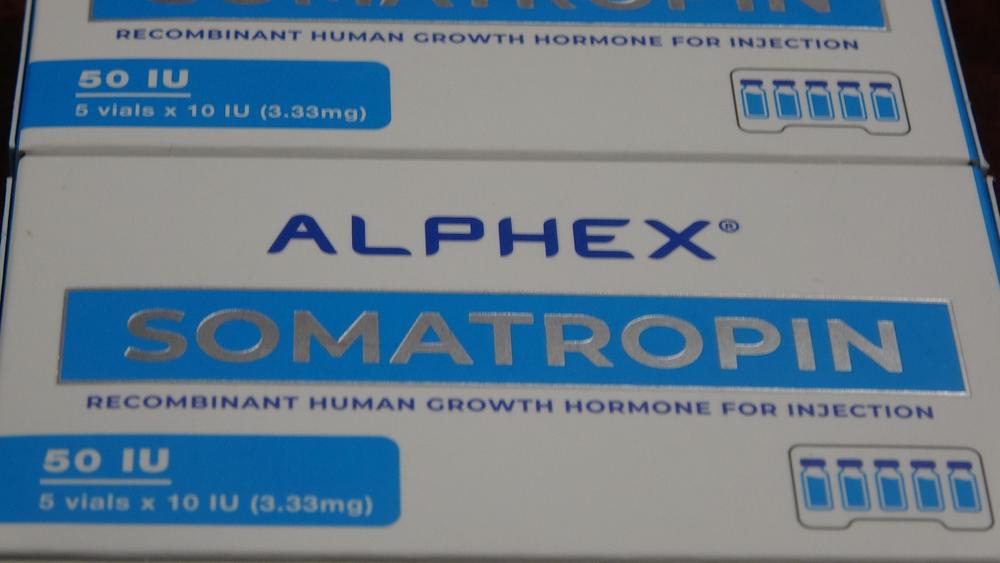 SOMATROPIN
RECOMBINANT HUMAN GROWTH HORMONE FOR INJECTION
50 IU
5 vials x 10 IU (3.33mg)
ALPHEX®
SOMATROPIN
RECOMBINANT HUMAN GROWTH HORMONE FOR INJECTION
50 IU
5 vials x 10 IU (3.33mg)